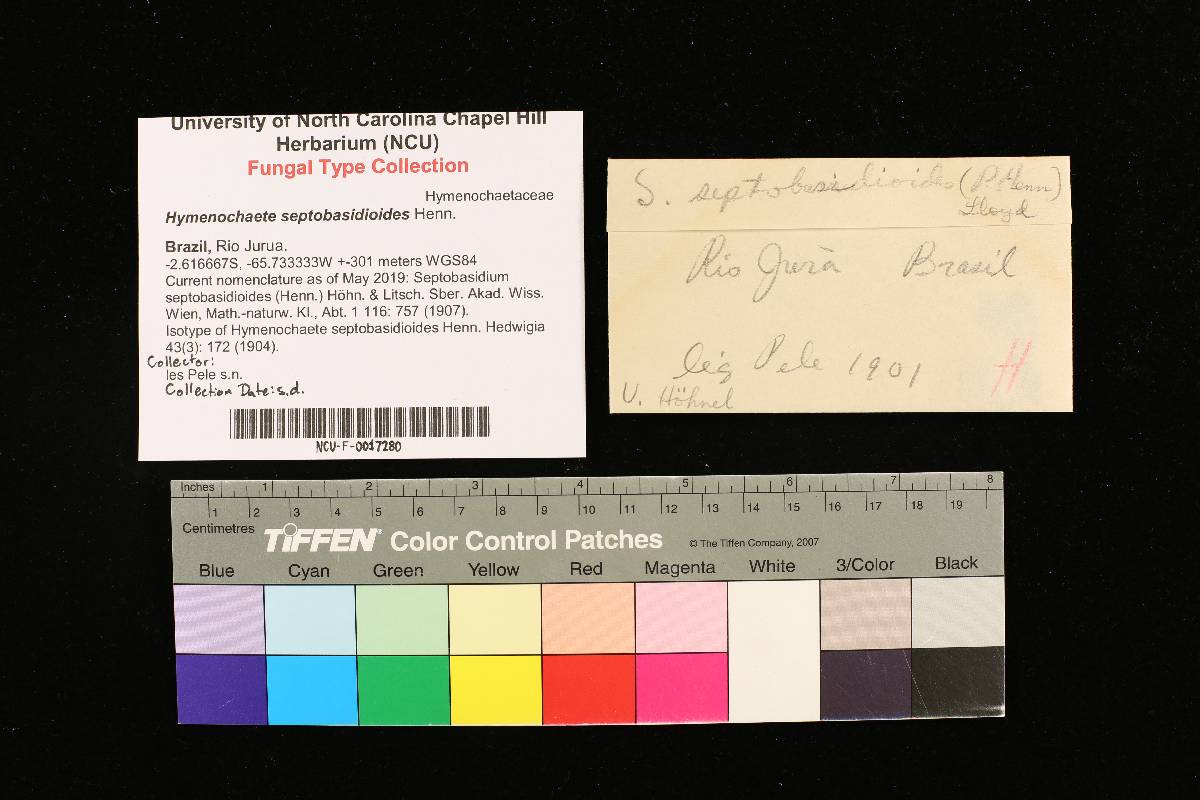 University of North Carolina Chapel Hill
Herbarium (NCU)
Fungal Type Collection
Hymenochaetaceae
Hymenochaete septobasidioides Henn.
Brazil, Rio Jurua.
-2.616667S, -65.733333W +-301 meters WGS84
Current nomenclature as of May 2019: Septobasidium
septobasidioides (Henn.) Höhn. & Litsch. Sber. Akad. Wiss.
Wien, Math.-naturw. Kl., Abt. 1 116: 757 (1907).
Isotype of Hymenochaete septobasidioides Henn. Hedwigia
43(3): 172 (1904).
Collector:
les Pele s.n.
Collection Date: s.d.
NCU-F-0017280
S. septobasidioides (P. Henn)
Lloyd
Rio Jurà Brasil
leg Pele 1901
H
V. Höhnel
Inches 1 2 3 4 5 6 7 8
1 2 3 4 5 6 7 8 9 10 11 12 13 14 15 16 17 18 19
Centimetres
TIFFEN Color Control Patches © The Tiffen Company, 2007
Blue Cyan Green Yellow Red Magenta White 3/Color Black